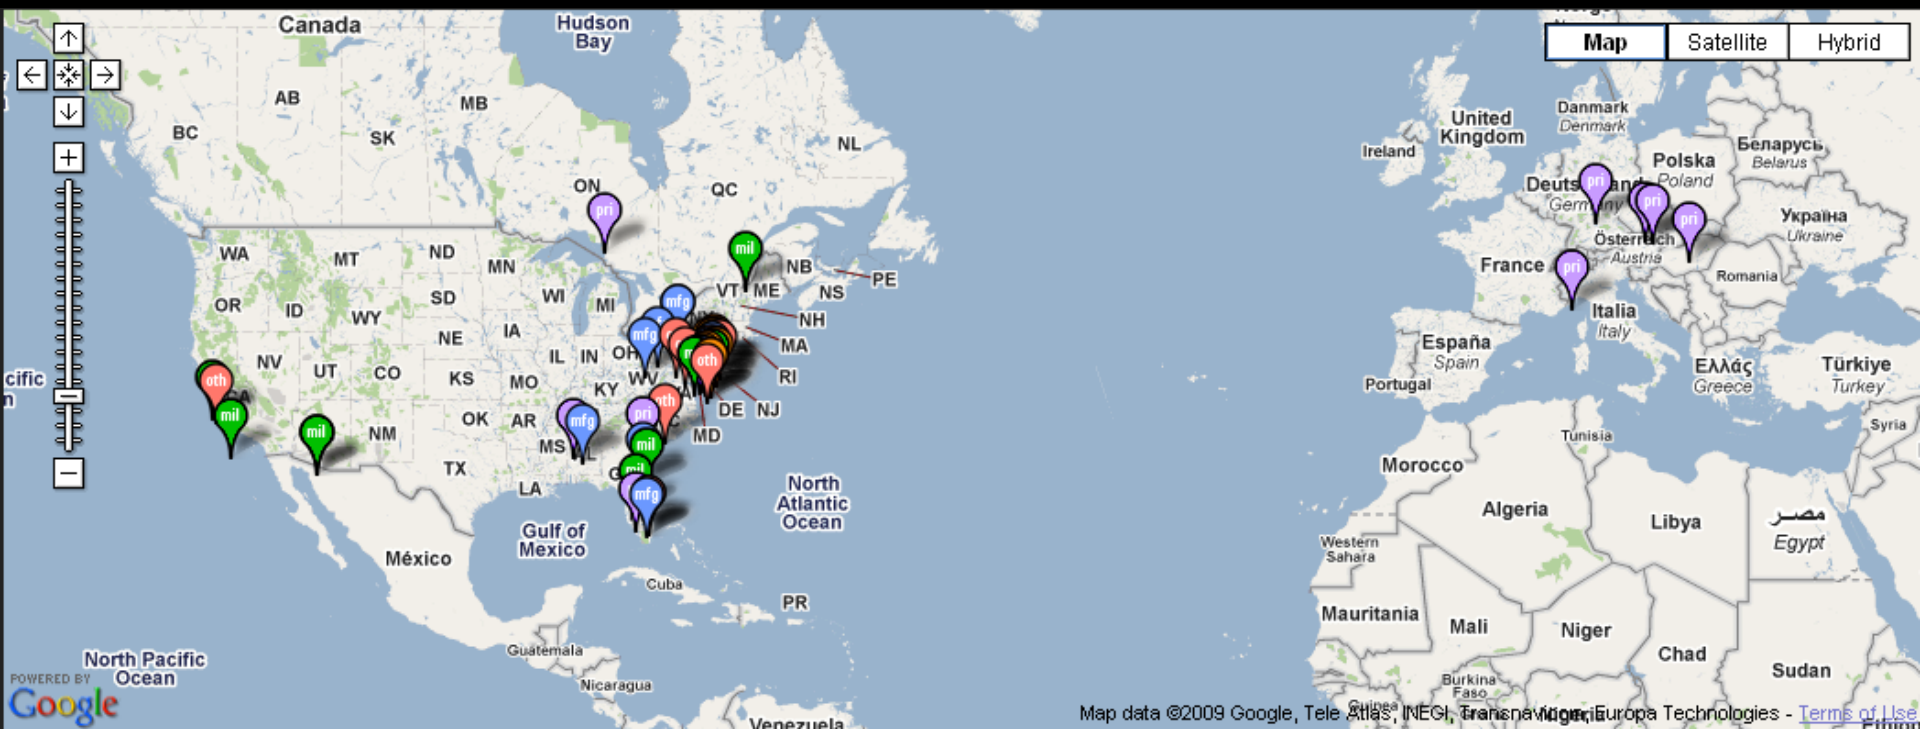 Canada
Hudson
Bay
Map
Satellite
Hybrid
AB
MB
BC
SK
NL
ON
QC
United
Kingdom
Ireland
Danmark
Denmark
Polska
Poland
Беларусь
Belarus
Germany
Україна
Ukraine
Österreich
Austria
France
Romania
Italia
Italy
España
Spain
Portugal
Ελλάς
Greece
Türkiye
Turkey
Syria
Tunisia
Morocco
Algeria
Libya
مصر
Egypt
Western
Sahara
Mauritania
Mali
Niger
Chad
Sudan
Burkina
Faso
pri
pri
pri
pri
pri
mil
WA
MT
ND
MN
NB
PE
VT
ME
NS
OR
ID
SD
WI
MI
WY
NH
mfg
mfg
NE
IA
MA
NV
UT
CO
IL
IN
OH
RI
KS
MO
KY
WV
oth
oth
oth
DE
NJ
MD
OK
AR
NM
MS
TX
LA
mil
mil
mil
mil
mfg
pri
mfg
North
Atlantic
Ocean
Gulf of
Mexico
México
Cuba
PR
Guatemala
Nicaragua
Venezuela
North Pacific
Ocean
POWERED BY
Google
Map data ©2009 Google, Tele Atlas, INEGI, Transnavicom, Europa Technologies - Terms of Use